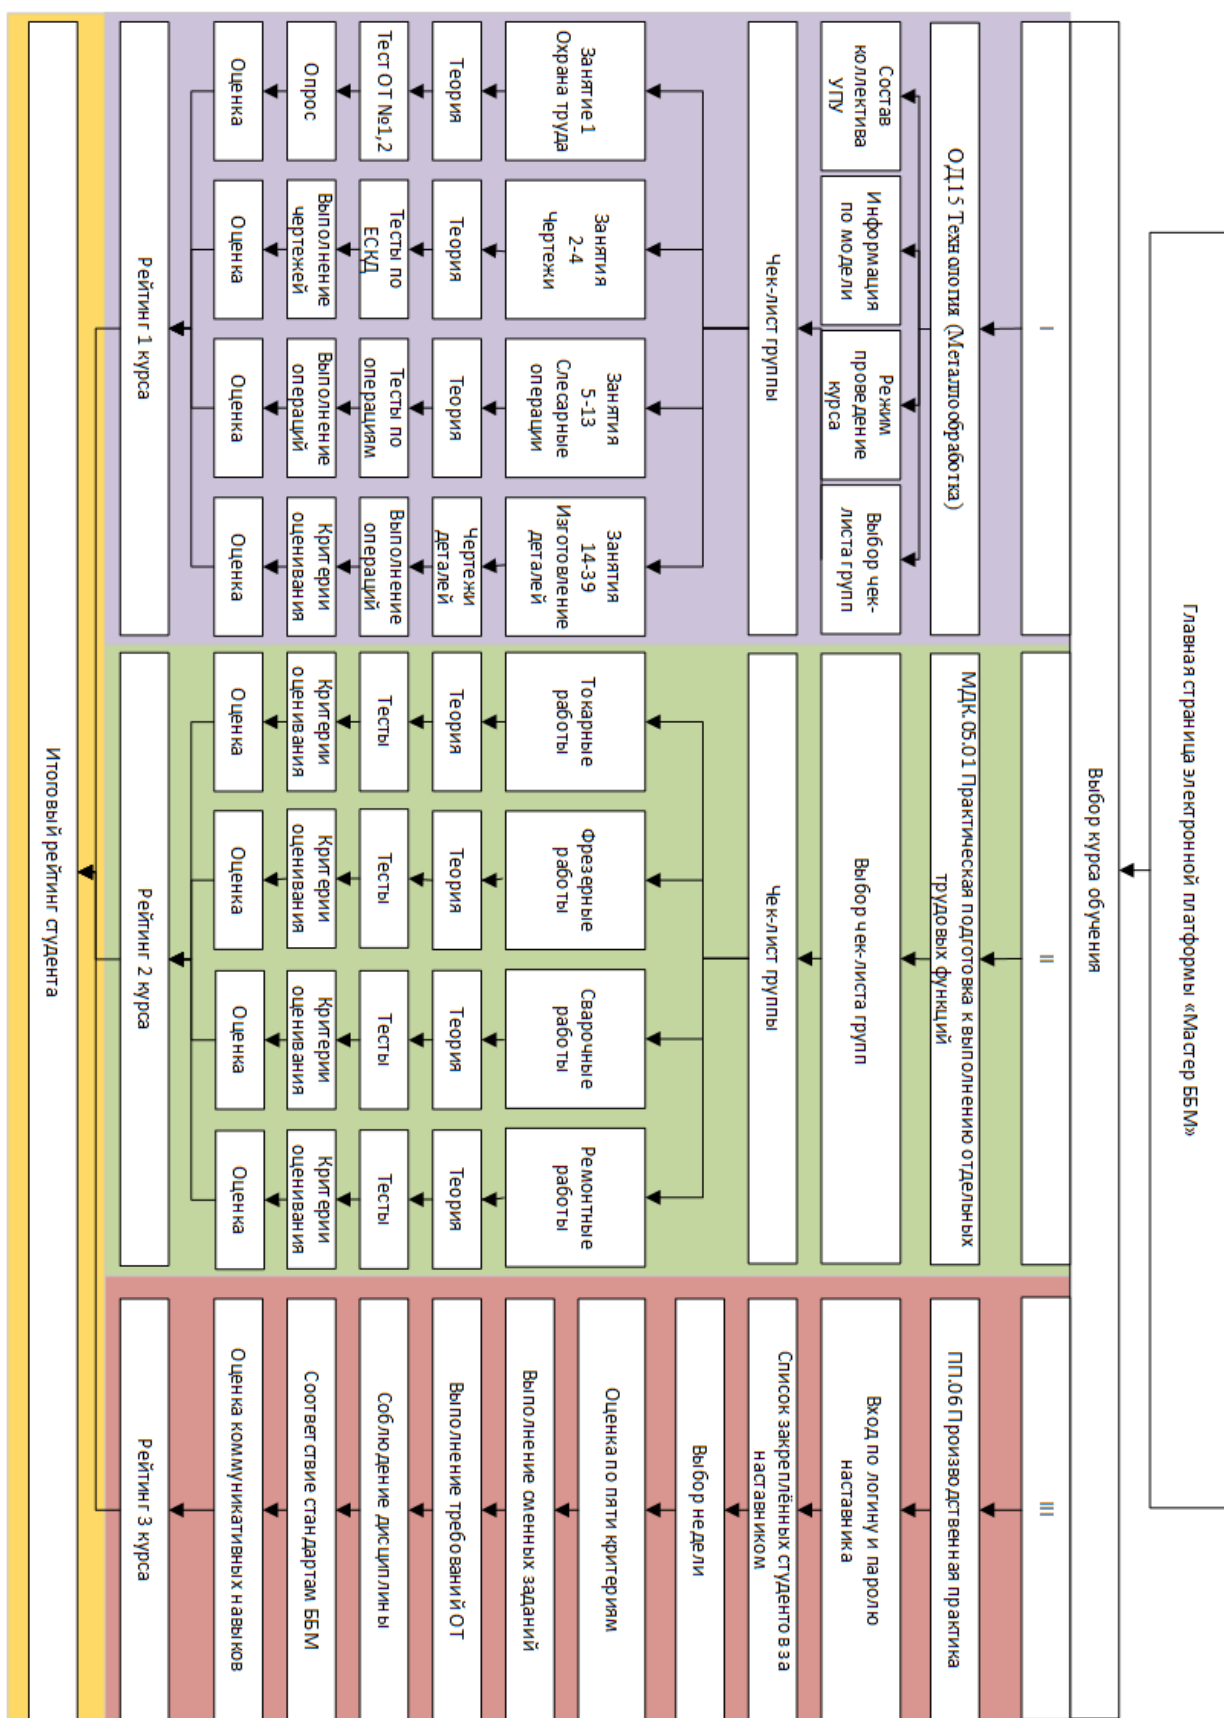 Главная страница электронной платформы «Мастер ББМ»
Выбор курса обучения
I
II
III
ОД15 Технология (Металлообработка)
МДК.05.01 Практическая подготовка к выполнению отдельных
трудовых функций
ПП.06 Производственная практика
Состав
коллектива
УПУ
Информация
по модели
Режим
проведение
курса
Выбор чек-
листа групп
Выбор чек-листа групп
Вход по логину и паролю
наставника
Чек-лист группы
Чек-лист группы
Список закреплённых студентов за
наставником
Выбор недели
Занятие 1
Охрана труда
Занятия
2-4
Чертежи
Занятия
5-13
Слесарные
операции
Занятия
14-39
Изготовление
деталей
Токарные
работы
Фрезерные
работы
Сварочные
работы
Ремонтные
работы
Оценка по пяти критериям
Выполнение сменных заданий
Теория
Теория
Теория
Чертежи
деталей
Теория
Теория
Теория
Теория
Выполнение требований ОТ
Тест ОТ №1,2
Тесты по
ЕСКД
Тесты по
операциям
Выполнение
операций
Тесты
Тесты
Тесты
Тесты
Соблюдение дисциплины
Опрос
Выполнение
чертежей
Выполнение
операций
Критерии
оценивания
Критерии
оценивания
Критерии
оценивания
Критерии
оценивания
Критерии
оценивания
Соответствие стандартам ББМ
Оценка
Оценка
Оценка
Оценка
Оценка
Оценка
Оценка
Оценка
Оценка коммуникативных навыков
Рейтинг 1 курса
Рейтинг 2 курса
Рейтинг 3 курса
Итоговый рейтинг студента